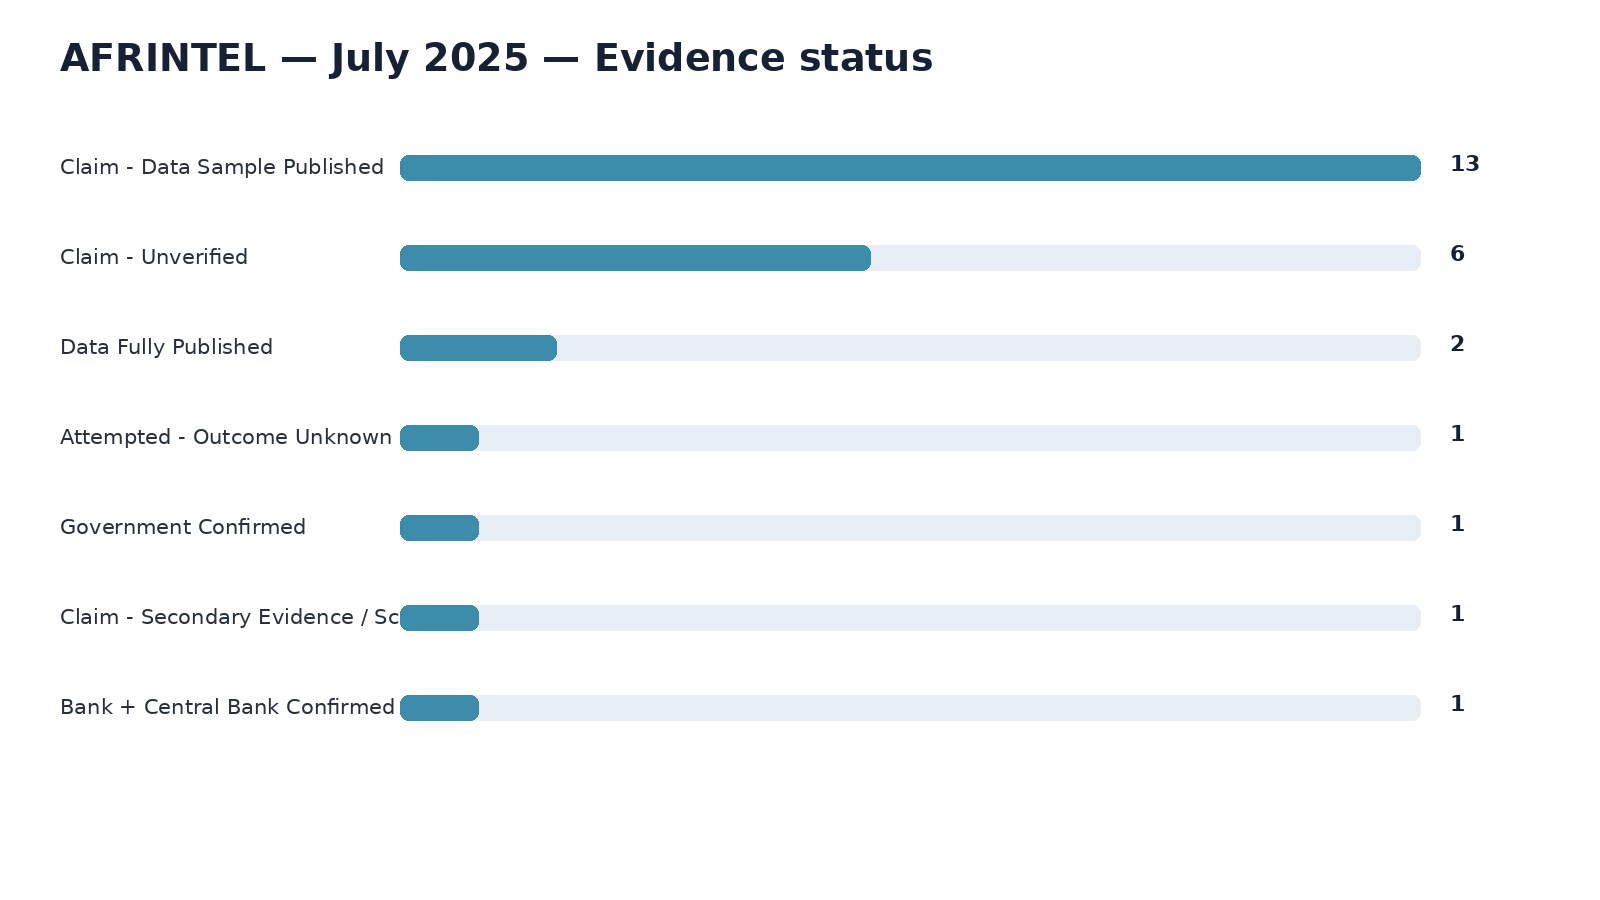 AFRINTEL — July 2025 — Evidence status
Claim - Data Sample Published 13
Claim - Unverified 6
Data Fully Published 2
Attempted - Outcome Unknown 1
Government Confirmed 1
Claim - Secondary Evidence / Sc 1
Bank + Central Bank Confirmed 1